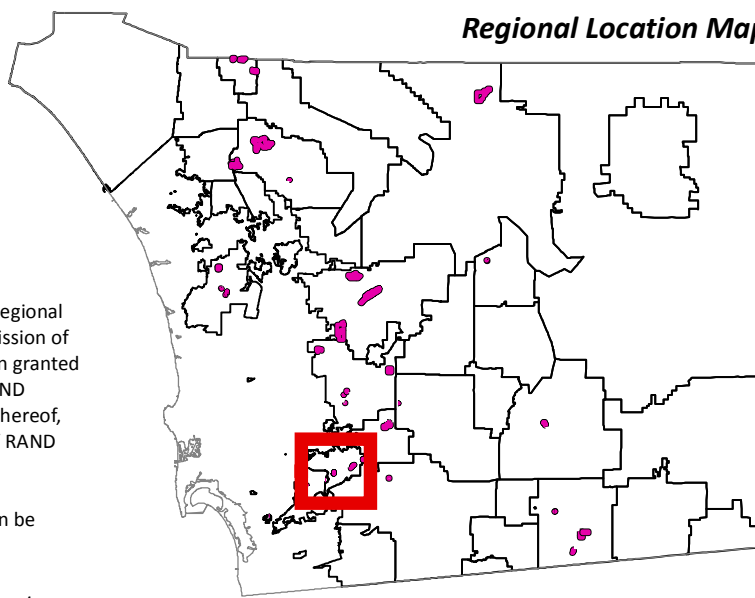 Regional Location Map
egional
ission of
n granted
ND
hereof,
RAND
n be